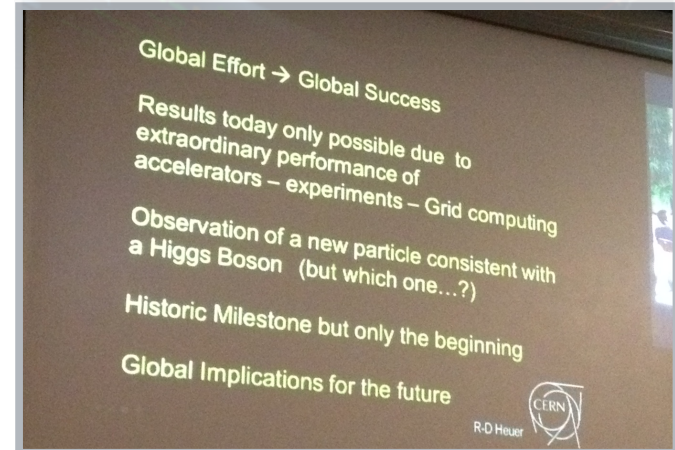 Global Effort → Global Success
Results today only possible due to
extraordinary performance of
accelerators – experiments – Grid computing
Observation of a new particle consistent with
a Higgs Boson (but which one...?)
Historic Milestone but only the beginning
Global Implications for the future
R-D Heuer
CERN